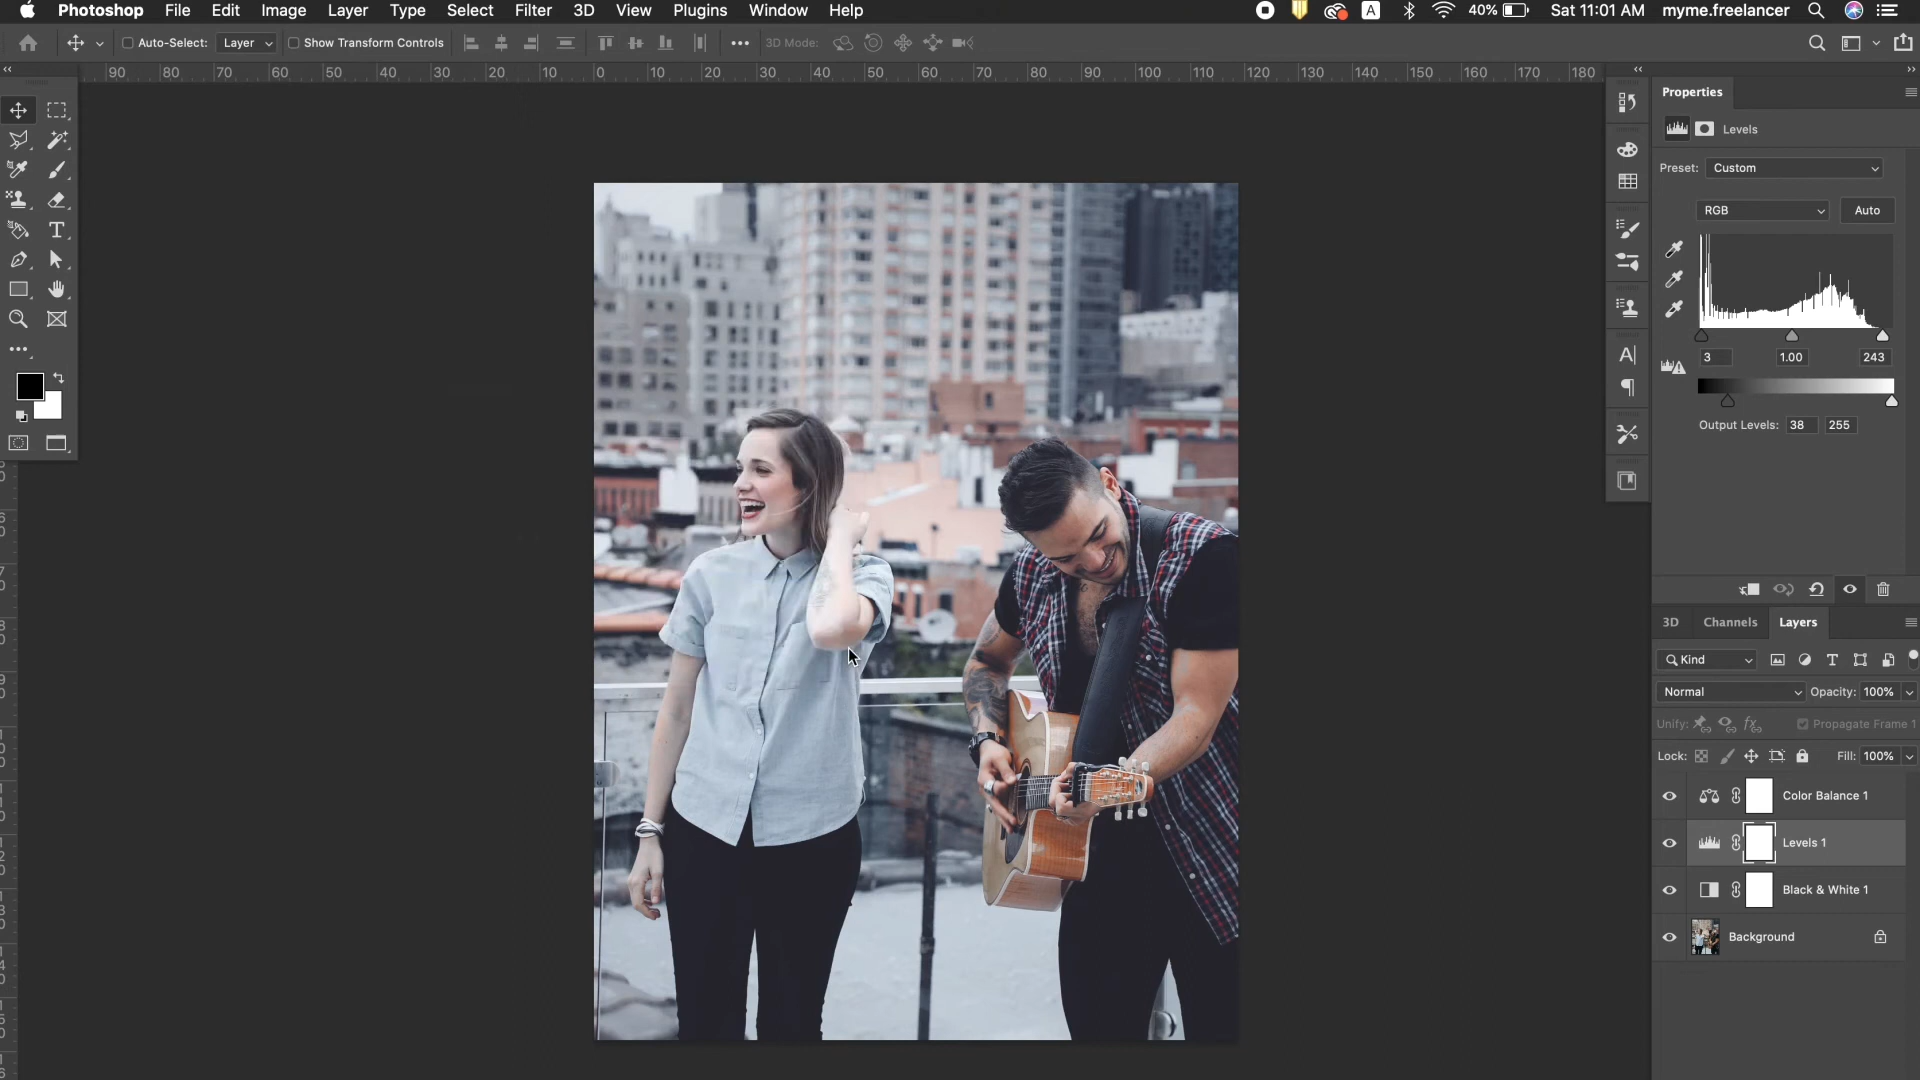 Photoshop File Edit Image Layer Type Select Filter 3D View Plugins Window Help A 40% Sat 11:01 AM myme.freelancer
Auto-Select: Layer Show Transform Controls 3D Mode:
90 80 70 60 50 40 30 20 10 0 10 20 30 40 50 60 70 80 90 100 110 120 130 140 150 160 170 180
Properties
Levels
Preset: Custom
RGB Auto
3 1.00 243
Output Levels: 38 255
3D Channels Layers
Kind
Normal Opacity: 100%
Unify: Propagate Frame 1
Lock: Fill: 100%
Color Balance 1
Levels 1
Black & White 1
Background